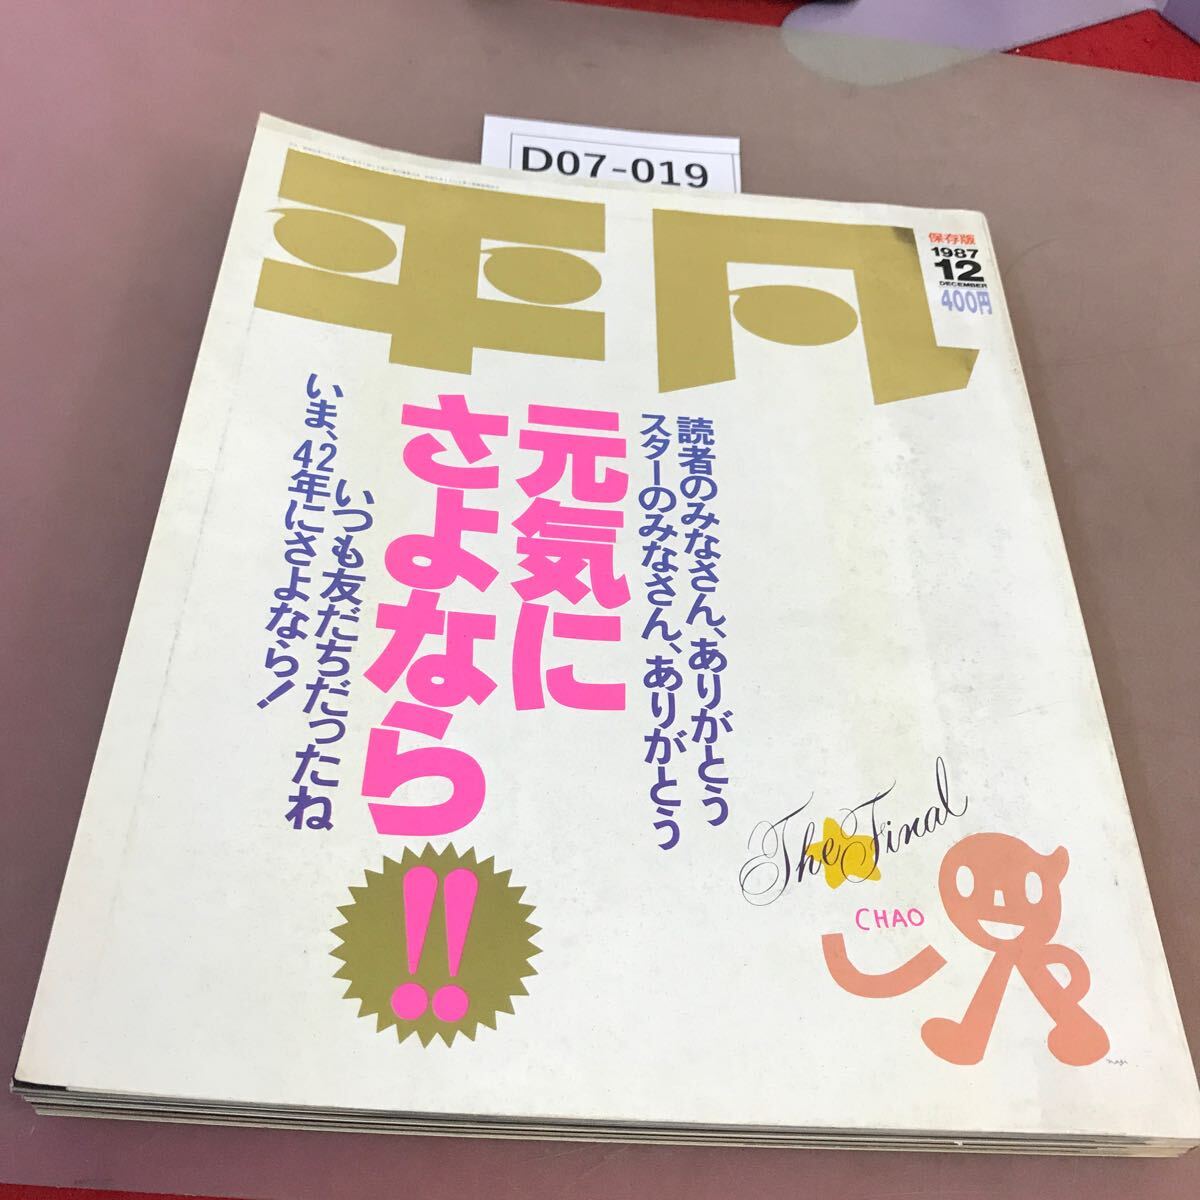 D07-019
平凡
保存版
1987
12
DECEMBER
400円
読者のみなさん、ありがとう
スターのみなさん、ありがとう
元気に
さよなら
!!
いつも友だちだったね
いま、42年にさよなら!
The Final
CHAO